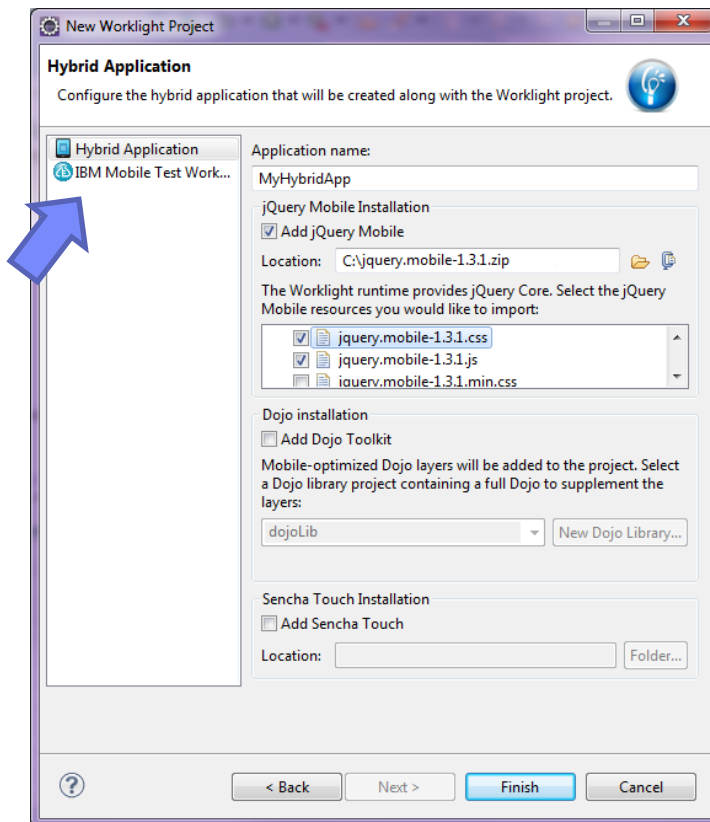 New Worklight Project
Hybrid Application
Configure the hybrid application that will be created along with the Worklight project.
Hybrid Application
IBM Mobile Test Work...
Application name:
MyHybridApp
jQuery Mobile Installation
Add jQuery Mobile
Location: C:\jquery.mobile-1.3.1.zip
The Worklight runtime provides jQuery Core. Select the jQuery
Mobile resources you would like to import:
jquery.mobile-1.3.1.css
jquery.mobile-1.3.1.js
jquery.mobile-1.3.1.min.css
Dojo installation
Add Dojo Toolkit
Mobile-optimized Dojo layers will be added to the project. Select
a Dojo library project containing a full Dojo to supplement the
layers:
dojoLib New Dojo Library...
Sencha Touch Installation
Add Sencha Touch
Location: Folder...
? < Back Next > Finish Cancel